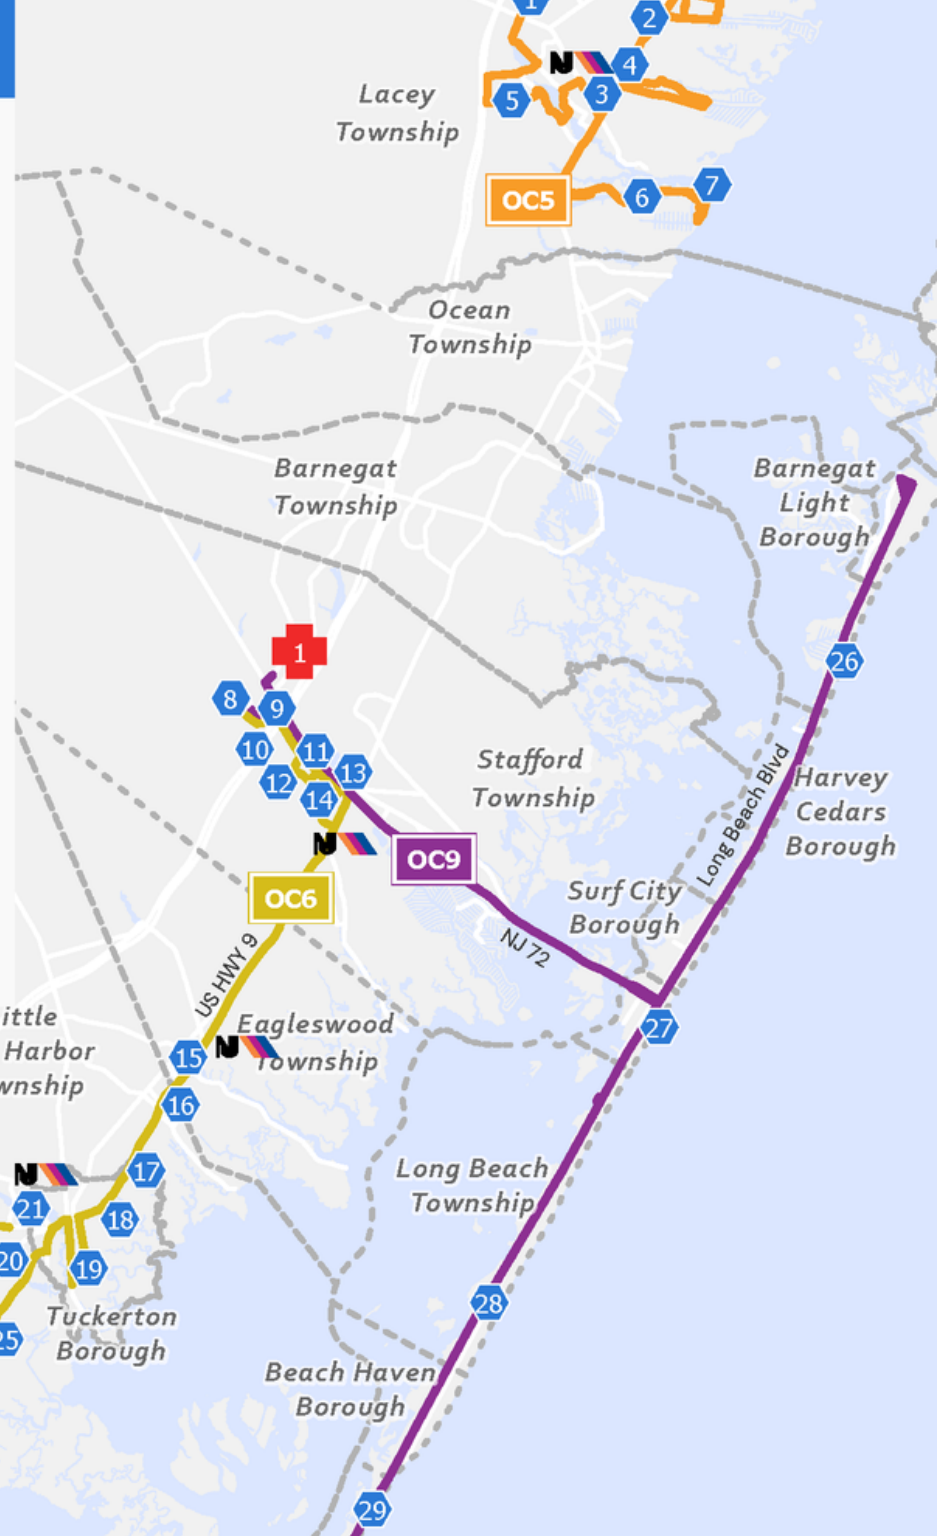 1
2
4
3
5
Lacey
Township
7
6
OC5
Ocean
Township
Barnegat
Township
Barnegat
Light
Borough
1
26
8
9
10
11
12
13
14
Stafford
Township
Harvey
Cedars
Borough
Long Beach Blvd
OC9
OC6
Surf City
Borough
NJ 72
US HWY 9
27
Eagleswood
Township
ittle
Harbor
wnship
15
16
17
21
18
20
19
Long Beach
Township
28
Tuckerton
Borough
25
Beach Haven
Borough
29